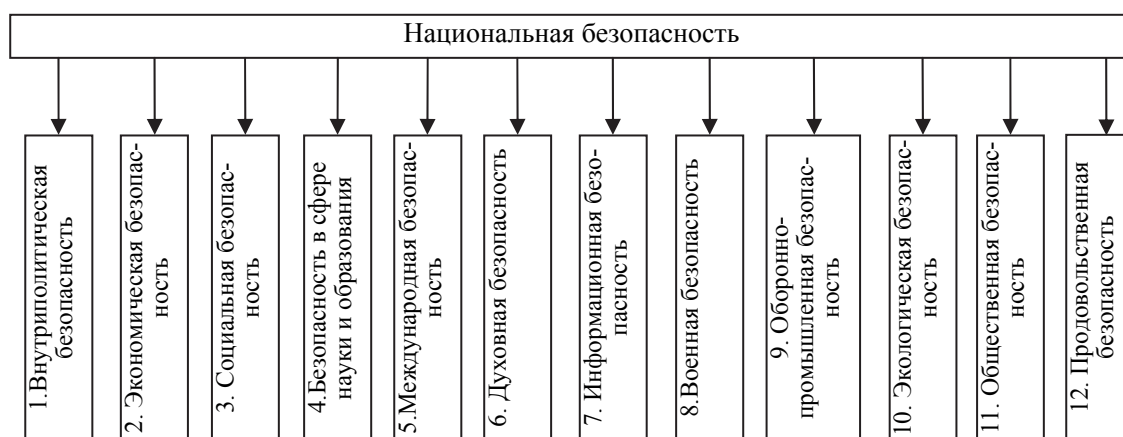 Национальная безопасность
1.Внутриполитическая
безопасность
2. Экономическая безопас-
ность
3. Социальная безопас-
ность
4.Безопасность в сфере
науки и образования
5.Международная безопас-
ность
6. Духовная безопасность
7. Информационная безо-
пасность
8.Военная безопасность
9. Оборонно-
промышленная безопас-
ность
10. Экологическая безопас-
ность
11. Общественная безопас-
ность
12. Продовольственная
безопасность